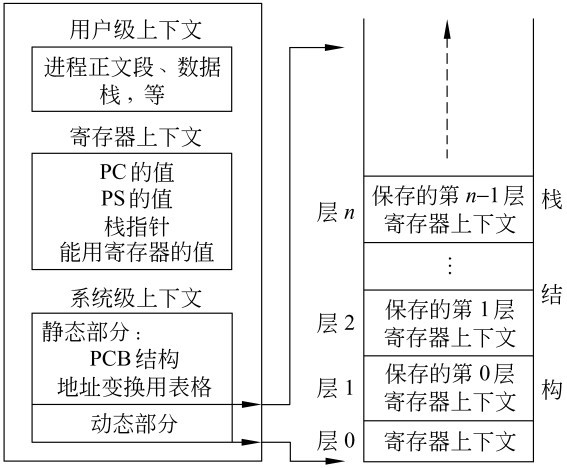 用户级上下文
进程正文段、数据
栈，等
寄存器上下文
PC的值
PS的值
栈指针
能用寄存器的值
系统级上下文
静态部分：
PCB结构
地址变换用表格
动态部分
层 n
保存的第 n−1层
寄存器上下文
⋮
层 2
保存的第 1层
寄存器上下文
层 1
保存的第 0层
寄存器上下文
层 0
寄存器上下文
栈
结
构